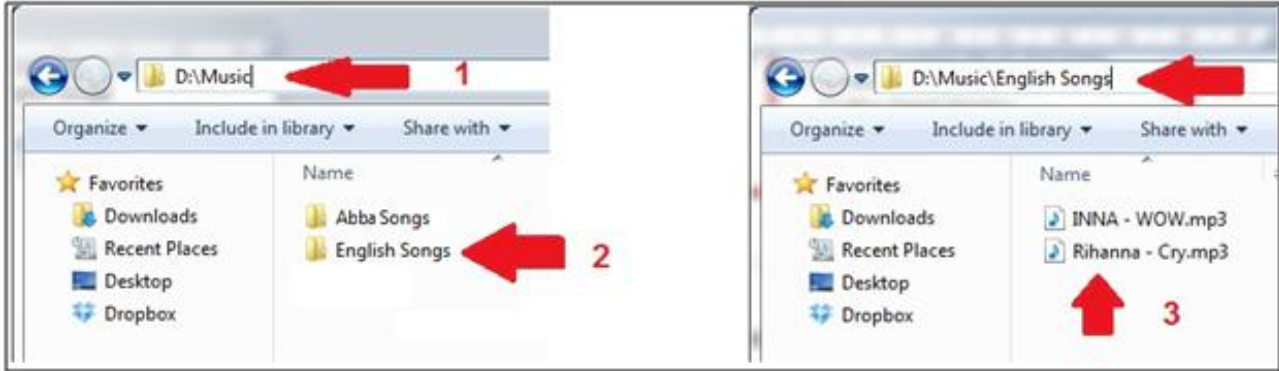 D:\Music
1
Organize Include in library Share with
Favorites
Downloads
Recent Places
Desktop
Dropbox
Name
Abba Songs
English Songs
2
D:\Music\English Songs
Organize Include in library Share with
Favorites
Downloads
Recent Places
Desktop
Dropbox
Name
INNA - WOW.mp3
Rihanna - Cry.mp3
3